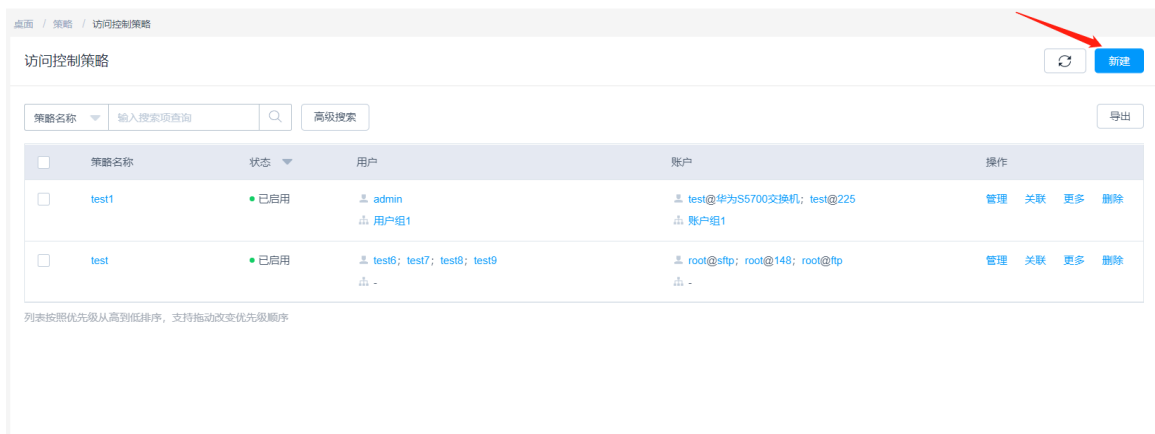 桌面 / 策略 / 访问控制策略
访问控制策略
新建
策略名称 输入搜索项查询 高级搜索 导出
策略名称 状态 用户 账户 操作
test1 已启用 admin test@华为S5700交换机; test@225 管理 关联 更多 删除
用户组1 账户组1
test 已启用 test6; test7; test8; test9 root@sftp; root@148; root@ftp 管理 关联 更多 删除
- -
列表按照优先级从高到低排序，支持拖动改变优先级顺序